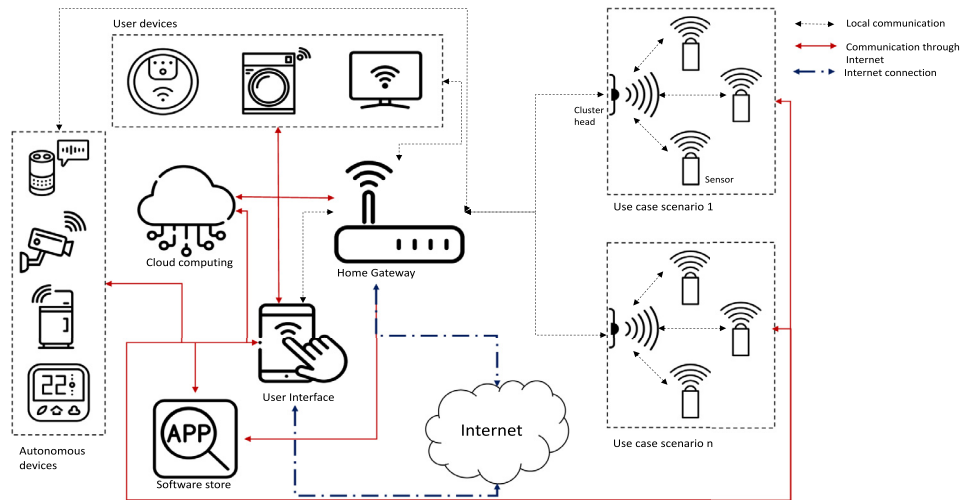 User devices
Local communication
Communication through
Internet
Internet connection
Cluster
head
Sensor
Use case scenario 1
Cloud computing
Home Gateway
22
User Interface
APP
Internet
Autonomous
devices
Software store
Use case scenario n